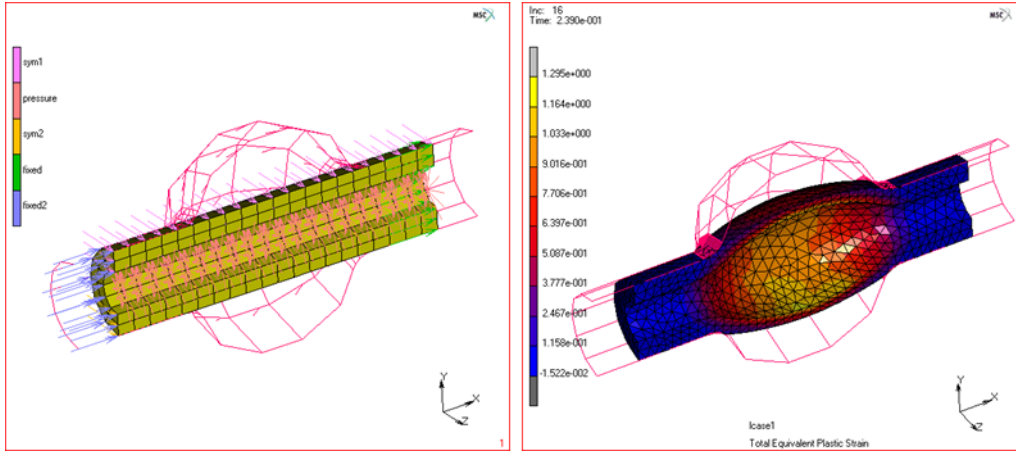 MSC
sym1
pressure
sym2
fixed
fixed2
Y
X
Z
1
Inc: 16
Time: 2.390e-001
MSC
1.295e+000
1.164e+000
1.033e+000
9.016e-001
7.706e-001
6.397e-001
5.087e-001
3.777e-001
2.467e-001
1.158e-001
-1.522e-002
Y
X
Z
lcase1
Total Equivalent Plastic Strain